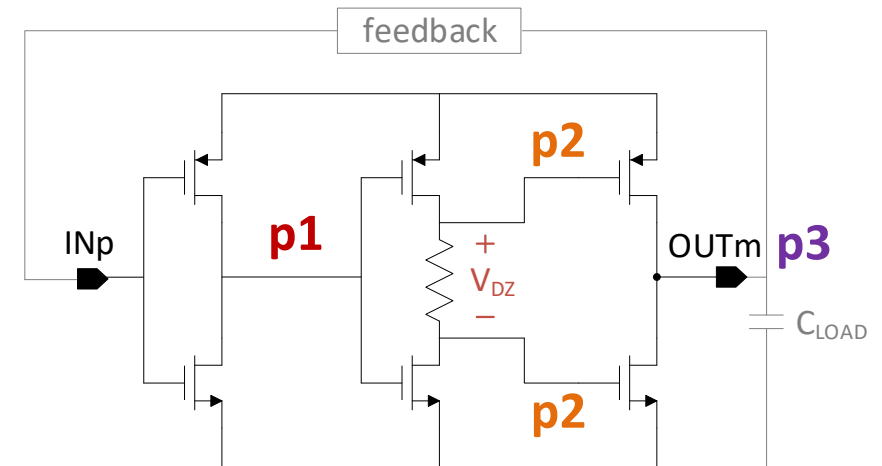 feedback
p2
INp
p1
+
V_DZ
−
OUTm
p3
C_LOAD
p2